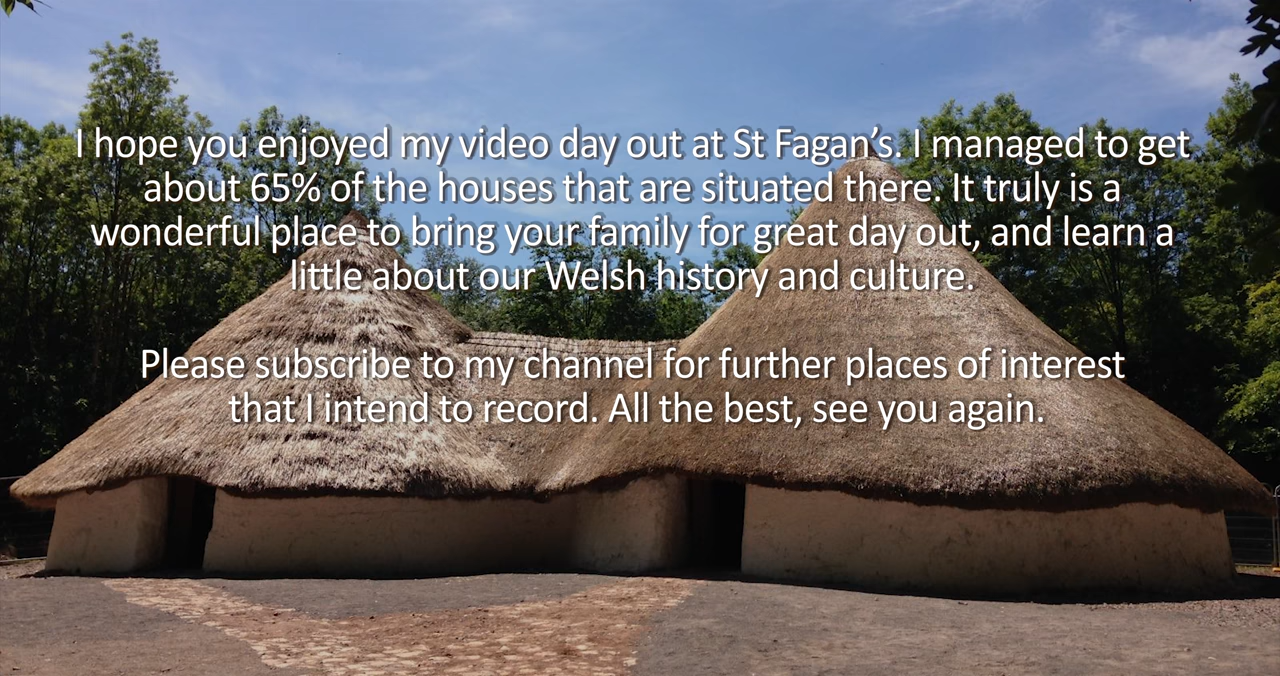 I hope you enjoyed my video day out at St Fagan’s. I managed to get
about 65% of the houses that are situated there. It truly is a
wonderful place to bring your family for great day out, and learn a
little about our Welsh history and culture.
Please subscribe to my channel for further places of interest
that I intend to record. All the best, see you again.